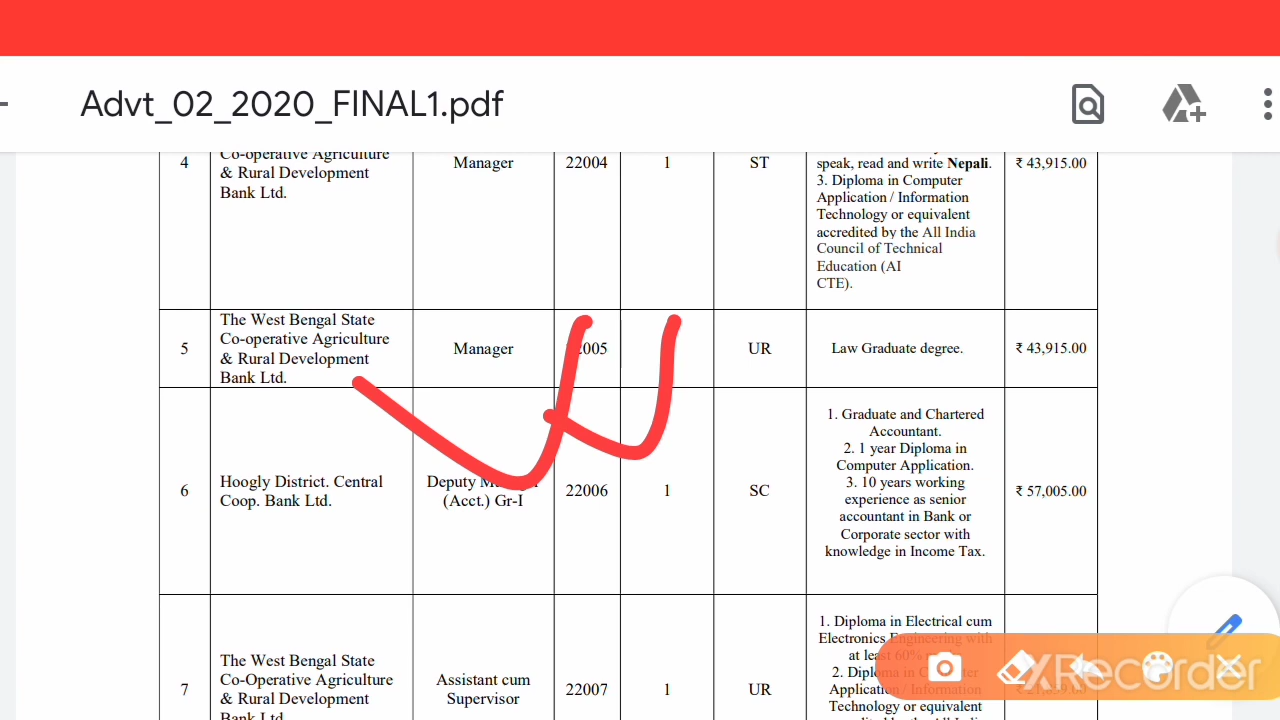 Advt_02_2020_FINAL1.pdf
4
Co-operative Agriculture
& Rural Development
Bank Ltd.
Manager
22004
1
ST
speak, read and write Nepali.
3. Diploma in Computer
Application / Information
Technology or equivalent
accredited by the All India
Council of Technical
Education (AI
CTE).
₹ 43,915.00
5
The West Bengal State
Co-operative Agriculture
& Rural Development
Bank Ltd.
Manager
2005
UR
Law Graduate degree.
₹ 43,915.00
6
Hoogly District. Central
Coop. Bank Ltd.
Deputy
(Acct.) Gr-I
22006
1
SC
1. Graduate and Chartered
Accountant.
2. 1 year Diploma in
Computer Application.
3. 10 years working
experience as senior
accountant in Bank or
Corporate sector with
knowledge in Income Tax.
₹ 57,005.00
7
The West Bengal State
Co-Operative Agriculture
& Rural Development
Bank Ltd
Assistant cum
Supervisor
22007
1
UR
1. Diploma in Electrical cum
Electronics Engineering with
at least 60%
2. Diploma in
Application / Information
Technology or equivalent
XRecorder